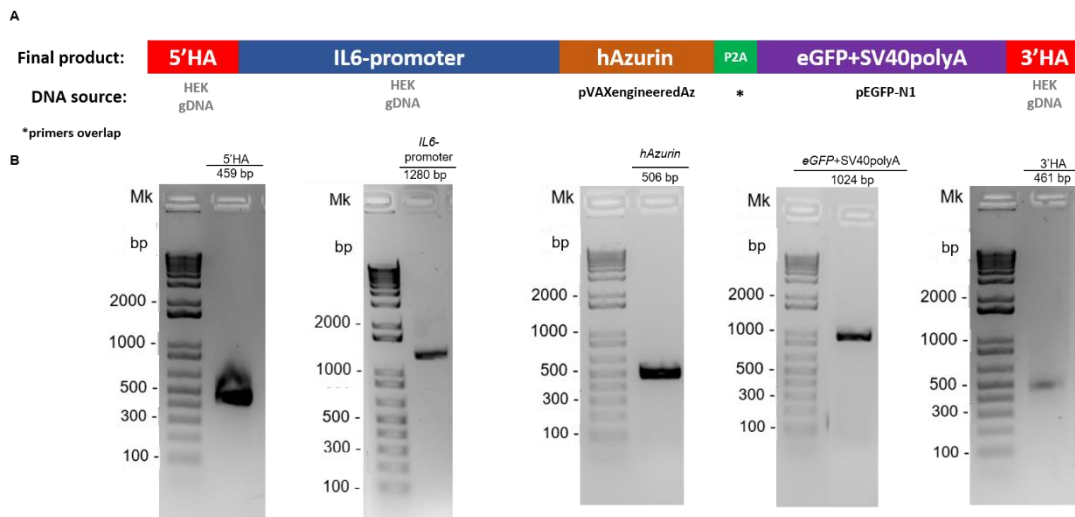 A
Final product: 5'HA IL6-promoter hAzurin P2A eGFP+SV40polyA 3'HA
DNA source: HEK gDNA HEK gDNA pVAXengineeredAz * pEGFP-N1 HEK gDNA
*primers overlap
B
5'HA
459 bp
Mk
bp
2000 -
1000 -
500 -
300 -
100 -
IL6-
promoter
1280 bp
Mk
bp
2000 -
1000 -
500 -
300 -
100 -
hAzurin
506 bp
Mk
bp
2000 -
1000 -
500 -
300 -
100 -
eGFP+SV40polyA
1024 bp
Mk
bp
2000 -
1000 -
500 -
300 -
100 -
3'HA
461 bp
Mk
bp
2000 -
1000 -
500 -
300 -
100 -